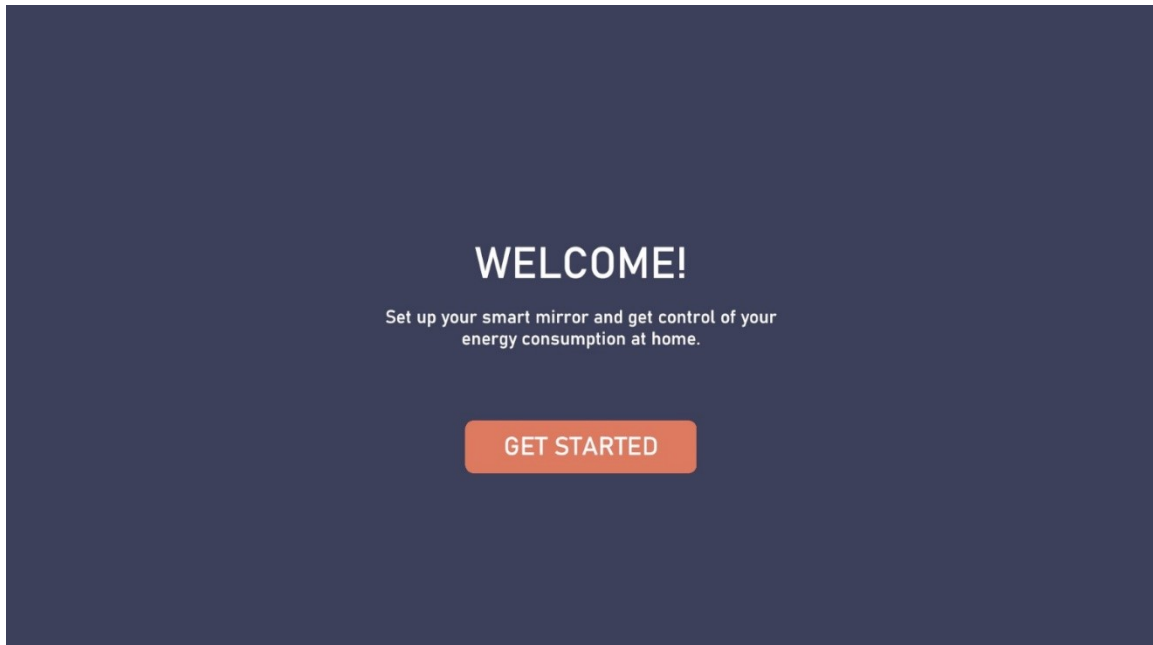 WELCOME!
Set up your smart mirror and get control of your
energy consumption at home.
GET STARTED